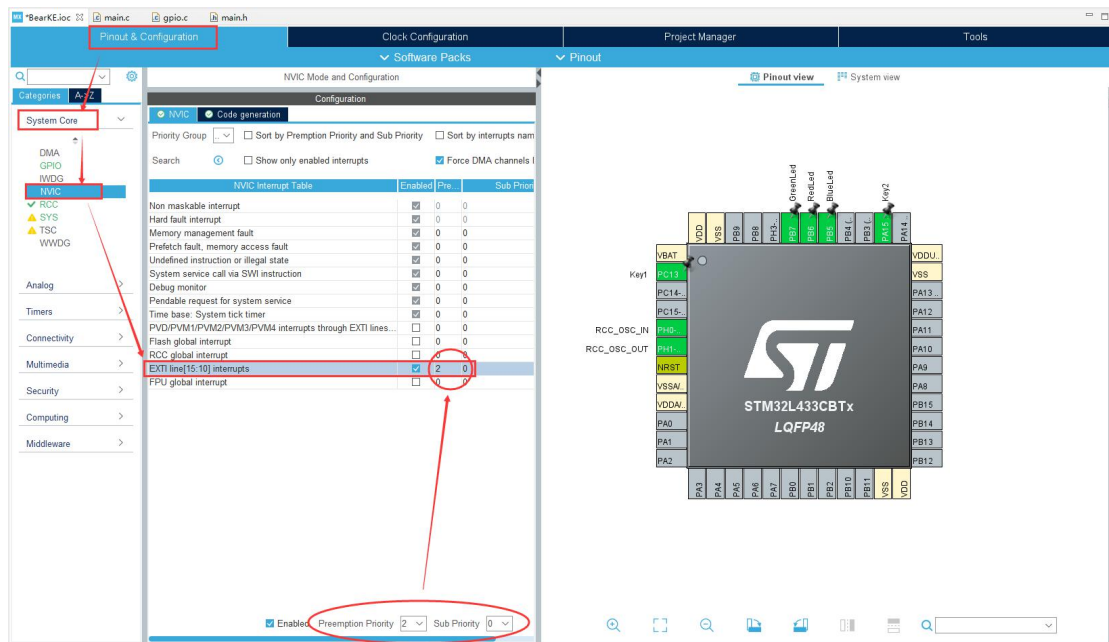 *BearKE.ioc main.c gpio.c main.h
Pinout & Configuration Clock Configuration Project Manager Tools
Software Packs Pinout
NVIC Mode and Configuration Pinout view System view
Categories A->Z Configuration
NVIC Code generation
System Core
Priority Group Sort by Premption Priority and Sub Priority Sort by interrupts nam
Search Show only enabled interrupts Force DMA channels
DMA
GPIO
IWDG
NVIC
RCC
SYS
TSC
WWDG
Analog
Timers
Connectivity
Multimedia
Security
Computing
Middleware
NVIC Interrupt Table Enabled Pre... Sub Prior
Non maskable interrupt 0 0
Hard fault interrupt 0 0
Memory management fault 0 0
Prefetch fault, memory access fault 0 0
Undefined instruction or illegal state 0 0
System service call via SWI instruction 0 0
Debug monitor 0 0
Pendable request for system service 0 0
Time base: System tick timer 0 0
PVD/PVM1/PVM2/PVM3/PVM4 interrupts through EXTI lines... 0 0
Flash global interrupt 0 0
RCC global interrupt 0 0
EXTI line[15:10] interrupts 2 0
FPU global interrupt 0 0
Enabled Preemption Priority 2 Sub Priority 0
GreenLed
RedLed
BlueLed
Key2
VDD
VSS
PB9
PB8
PH3-..
PB7
PB6
PB5
PB4 (..
PB3 (..
PA15..
PA14..
VBAT
Key1 PC13
PC14-..
PC15-..
RCC_OSC_IN PH0-..
RCC_OSC_OUT PH1-..
NRST
VSSA/..
VDDA/..
PA0
PA1
PA2
VDDU..
VSS
PA13 ..
PA12
PA11
PA10
PA9
PA8
PB15
PB14
PB13
PB12
STM32L433CBTx
LQFP48
PA3
PA4
PA5
PA6
PA7
PB0
PB1
PB2
PB10
PB11
VSS
VDD